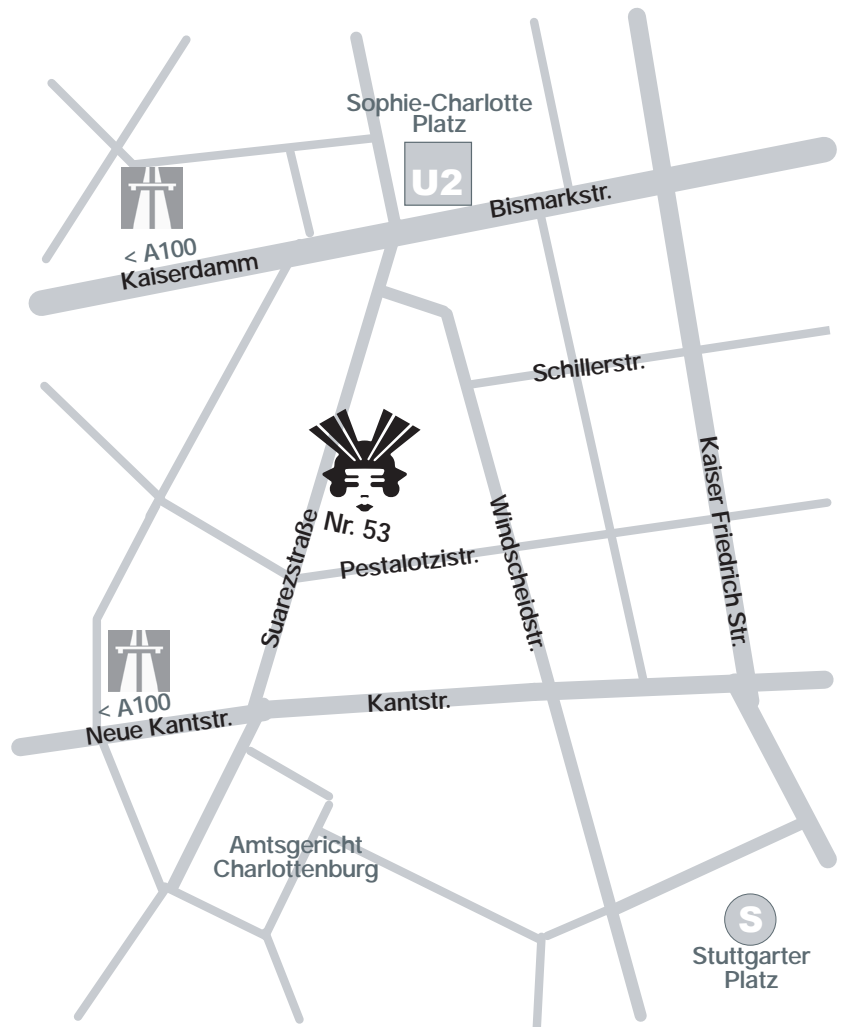 Sophie-Charlotte
Platz
U2
Bismarkstr.
< A100
Kaiserdamm
Schillerstr.
Kaiser Friedrich Str.
Nr. 53
Windscheidstr.
Suarezstraße
Pestalotzistr.
< A100
Neue Kantstr.
Kantstr.
Amtsgericht
Charlottenburg
S
Stuttgarter
Platz